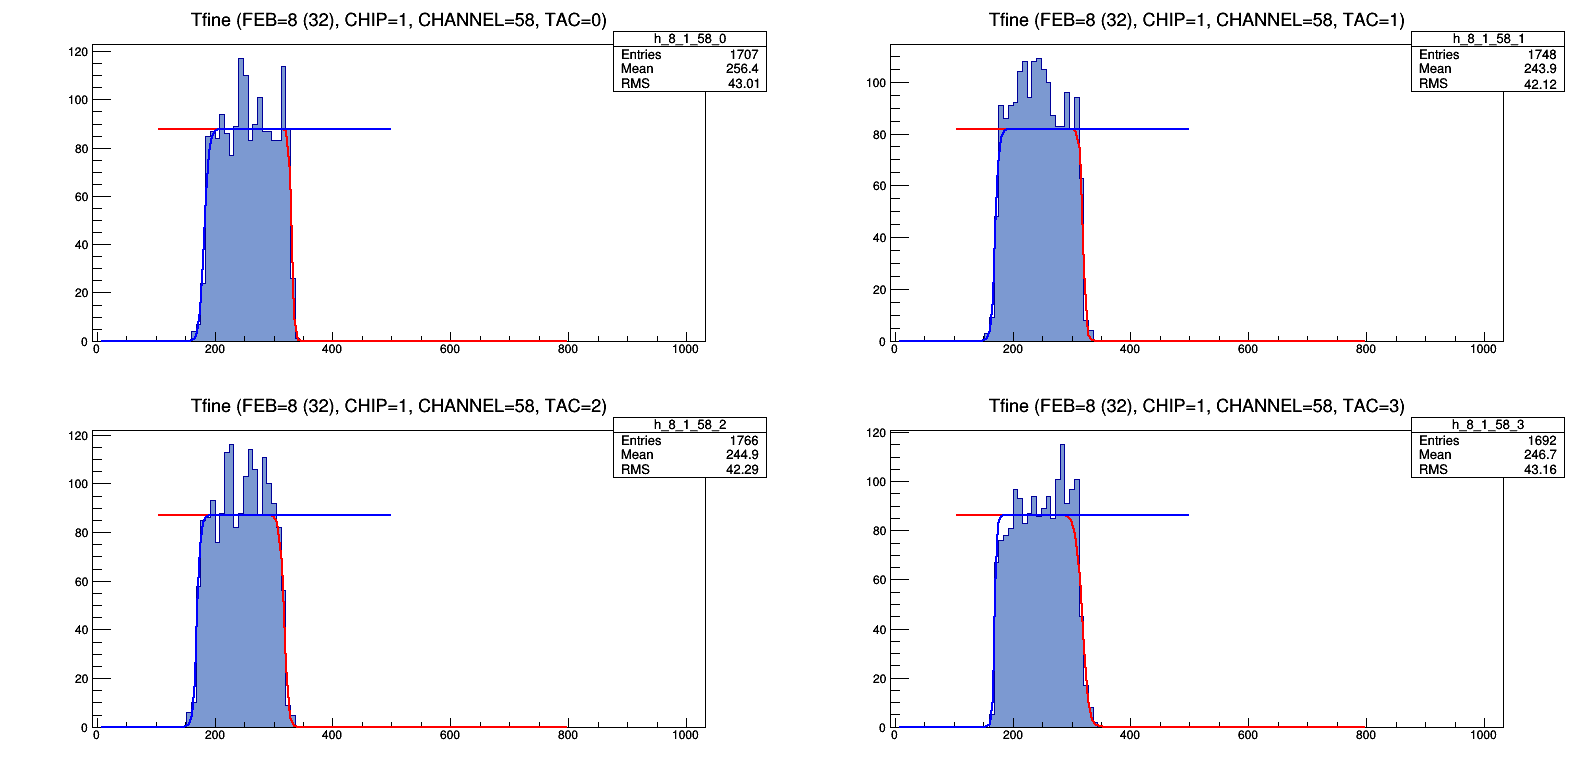 Tfine (FEB=8 (32), CHIP=1, CHANNEL=58, TAC=0)
h_8_1_58_0
Entries 1707
Mean 256.4
RMS 43.01
120
100
80
60
40
20
0
0 200 400 600 800 1000
Tfine (FEB=8 (32), CHIP=1, CHANNEL=58, TAC=1)
h_8_1_58_1
Entries 1748
Mean 243.9
RMS 42.12
100
80
60
40
20
0
0 200 400 600 800 1000
Tfine (FEB=8 (32), CHIP=1, CHANNEL=58, TAC=2)
h_8_1_58_2
Entries 1766
Mean 244.9
RMS 42.29
120
100
80
60
40
20
0
0 200 400 600 800 1000
Tfine (FEB=8 (32), CHIP=1, CHANNEL=58, TAC=3)
h_8_1_58_3
Entries 1692
Mean 246.7
RMS 43.16
120
100
80
60
40
20
0
0 200 400 600 800 1000